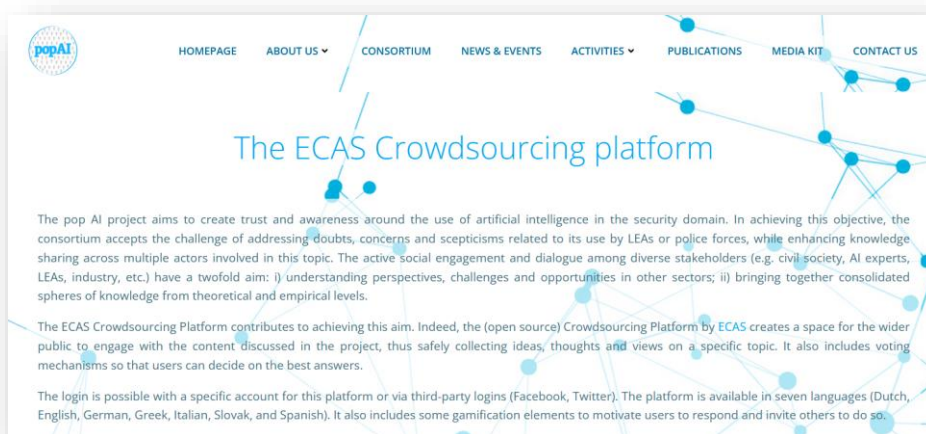 popAI
HOMEPAGE ABOUT US CONSORTIUM NEWS & EVENTS ACTIVITIES PUBLICATIONS MEDIA KIT CONTACT US
The ECAS Crowdsourcing platform
The pop AI project aims to create trust and awareness around the use of artificial intelligence in the security domain. In achieving this objective, the
consortium accepts the challenge of addressing doubts, concerns and scepticisms related to its use by LEAs or police forces, while enhancing knowledge
sharing across multiple actors involved in this topic. The active social engagement and dialogue among diverse stakeholders (e.g. civil society, AI experts,
LEAs, industry, etc.) have a twofold aim: i) understanding perspectives, challenges and opportunities in other sectors; ii) bringing together consolidated
spheres of knowledge from theoretical and empirical levels.
The ECAS Crowdsourcing Platform contributes to achieving this aim. Indeed, the (open source) Crowdsourcing Platform by ECAS creates a space for the wider
public to engage with the content discussed in the project, thus safely collecting ideas, thoughts and views on a specific topic. It also includes voting
mechanisms so that users can decide on the best answers.
The login is possible with a specific account for this platform or via third-party logins (Facebook, Twitter). The platform is available in seven languages (Dutch,
English, German, Greek, Italian, Slovak, and Spanish). It also includes some gamification elements to motivate users to respond and invite others to do so.